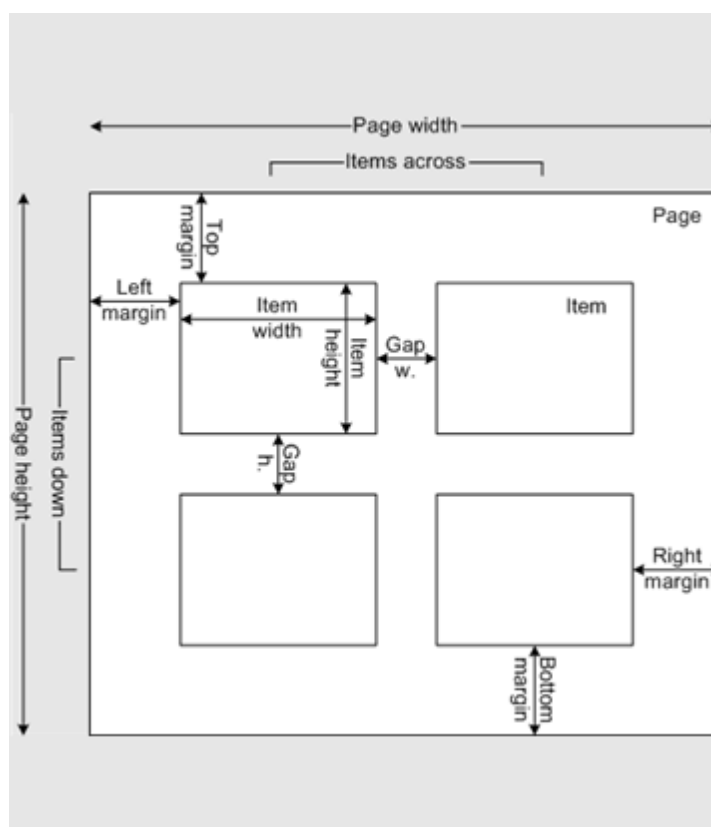 Page width
Items across
Page
Top
margin
Left
margin
Item
width
Item
height
Gap
w.
Item
Page height
Items down
Gap
h.
Right
margin
Bottom
margin